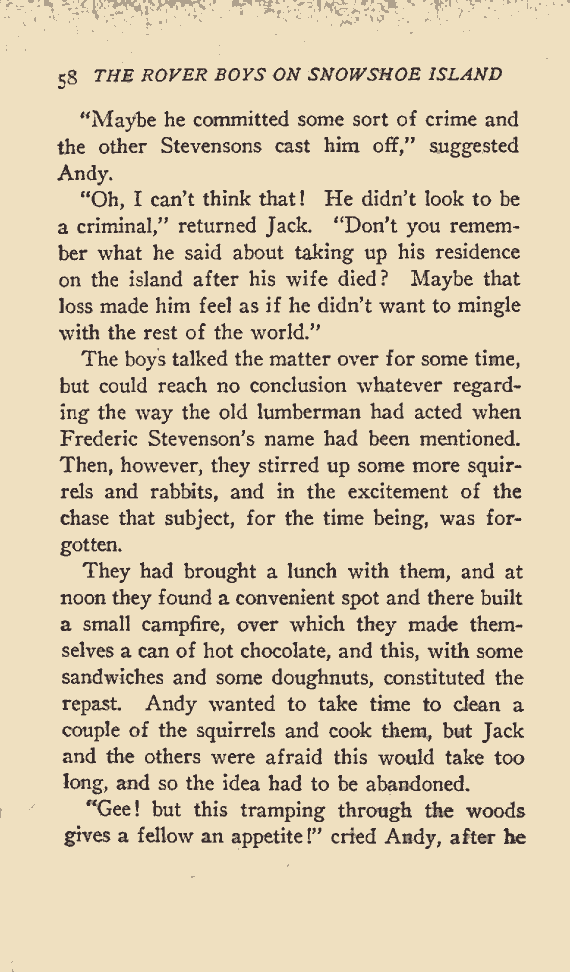 58 THE ROVER BOYS ON SNOWSHOE ISLAND
“Maybe he committed some sort of crime and
the other Stevensons cast him off,” suggested
Andy.
“Oh, I can’t think that! He didn’t look to be
a criminal,” returned Jack. “Don’t you remem-
ber what he said about taking up his residence
on the island after his wife died? Maybe that
loss made him feel as if he didn’t want to mingle
with the rest of the world.”
The boys talked the matter over for some time,
but could reach no conclusion whatever regard-
ing the way the old lumberman had acted when
Frederic Stevenson’s name had been mentioned.
Then, however, they stirred up some more squir-
rels and rabbits, and in the excitement of the
chase that subject, for the time being, was for-
gotten.
They had brought a lunch with them, and at
noon they found a convenient spot and there built
a small campfire, over which they made them-
selves a can of hot chocolate, and this, with some
sandwiches and some doughnuts, constituted the
repast. Andy wanted to take time to clean a
couple of the squirrels and cook them, but Jack
and the others were afraid this would take too
long, and so the idea had to be abandoned.
“Gee! but this tramping through the woods
gives a fellow an appetite!” cried Andy, after he